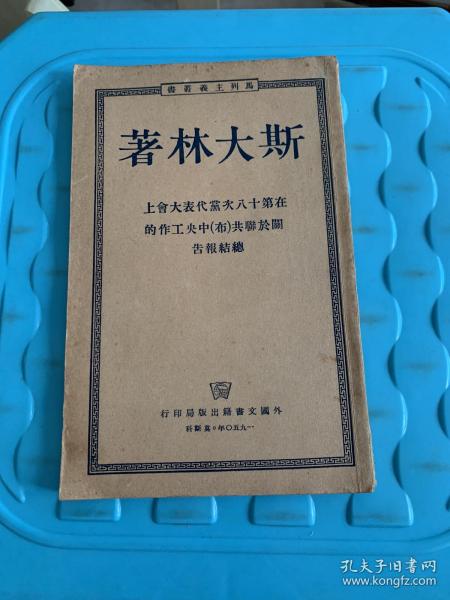 馬列主義叢書
斯大林著
在第十八次黨代表大會上
關於聯共(布)中央工作的
總結報告
外國文書籍出版局印行
一九五〇年。莫斯科
孔夫子旧书网
www.kongfz.com